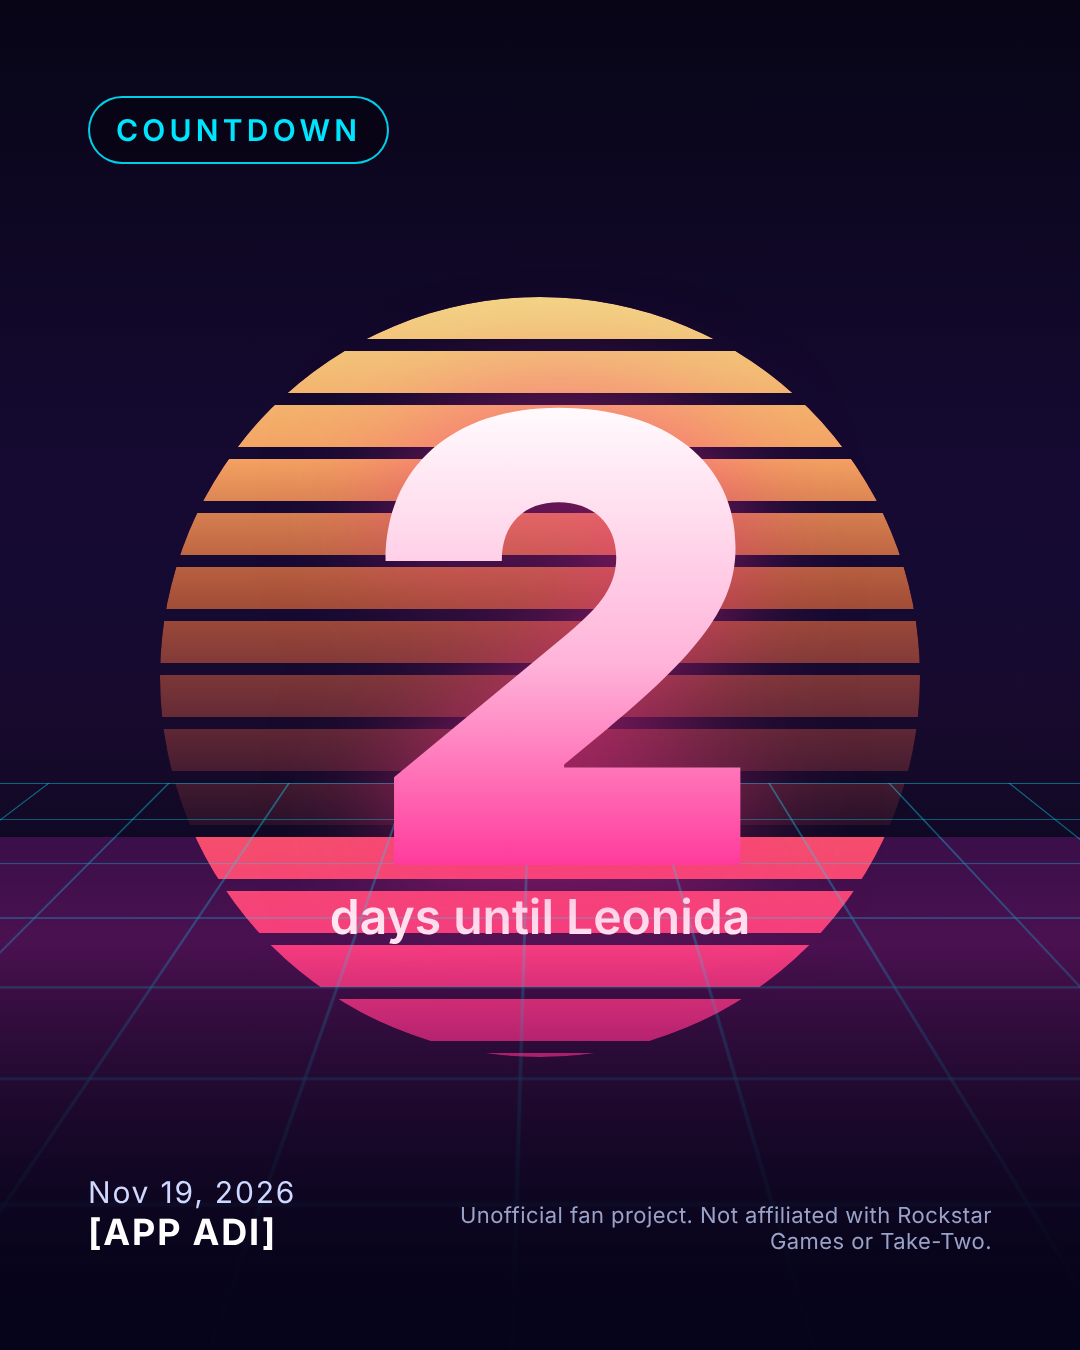 COUNTDOWN
2
days until Leonida
Nov 19, 2026
[APP ADI]
Unofficial fan project. Not affiliated with Rockstar
Games or Take-Two.